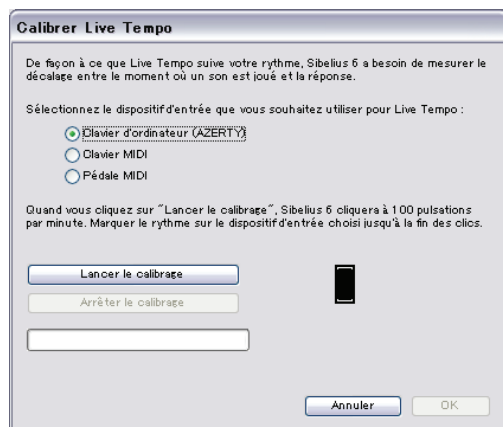 Calibrer Live Tempo
De façon à ce que Live Tempo suive votre rythme, Sibelius 6 a besoin de mesurer le
décalage entre le moment où un son est joué et la réponse.
Sélectionnez le dispositif d'entrée que vous souhaitez utiliser pour Live Tempo :
Clavier d'ordinateur (AZERTY)
Clavier MIDI
Pédale MIDI
Quand vous cliquez sur "Lancer le calibrage", Sibelius 6 cliquera à 100 pulsations
par minute. Marquer le rythme sur le dispositif d'entrée choisi jusqu'à la fin des clics.
Lancer le calibrage
Arrêter le calibrage
Annuler
OK